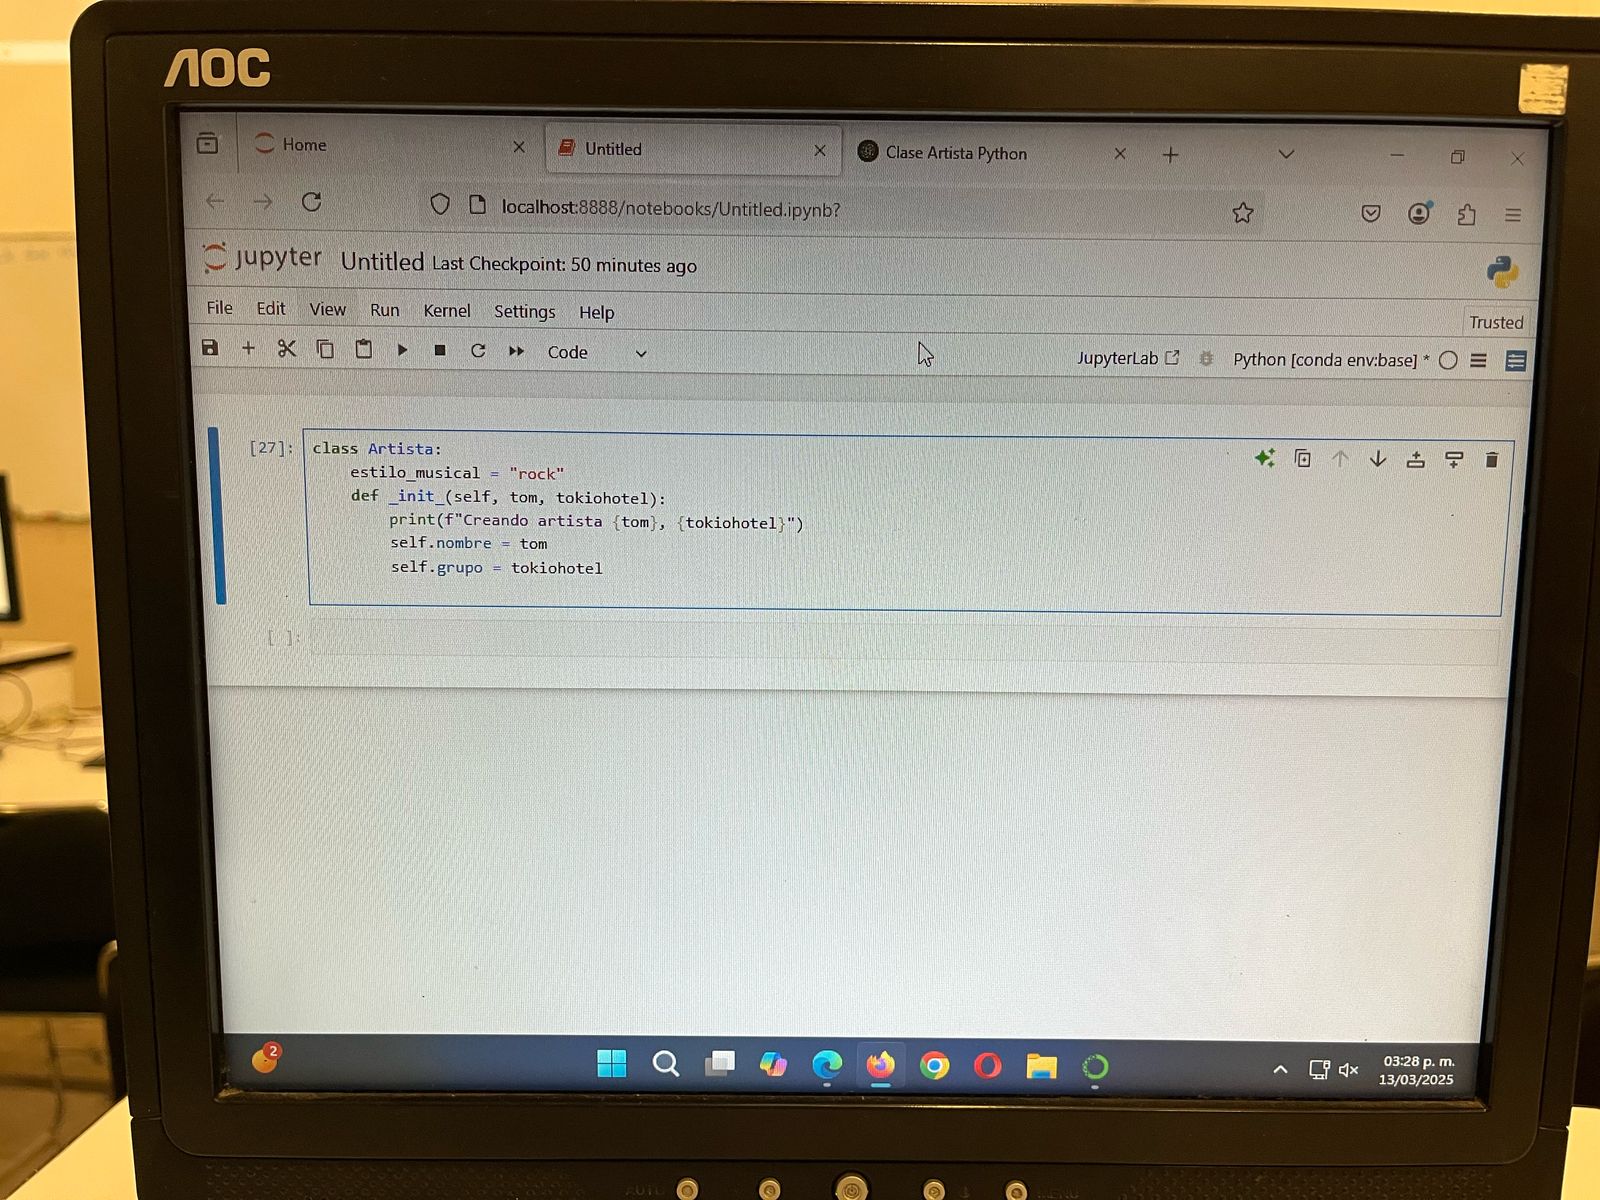 AOC
Home
Untitled
Clase Artista Python
localhost:8888/notebooks/Untitled.ipynb?
jupyter Untitled Last Checkpoint: 50 minutes ago
File Edit View Run Kernel Settings Help
Trusted
Code
JupyterLab
Python [conda env:base] *
[27]:
class Artista:
    estilo_musical = "rock"
    def _init_(self, tom, tokiohotel):
        print(f"Creando artista {tom}, {tokiohotel}")
        self.nombre = tom
        self.grupo = tokiohotel
[ ]:
2
03:28 p. m.
13/03/2025
AUTO